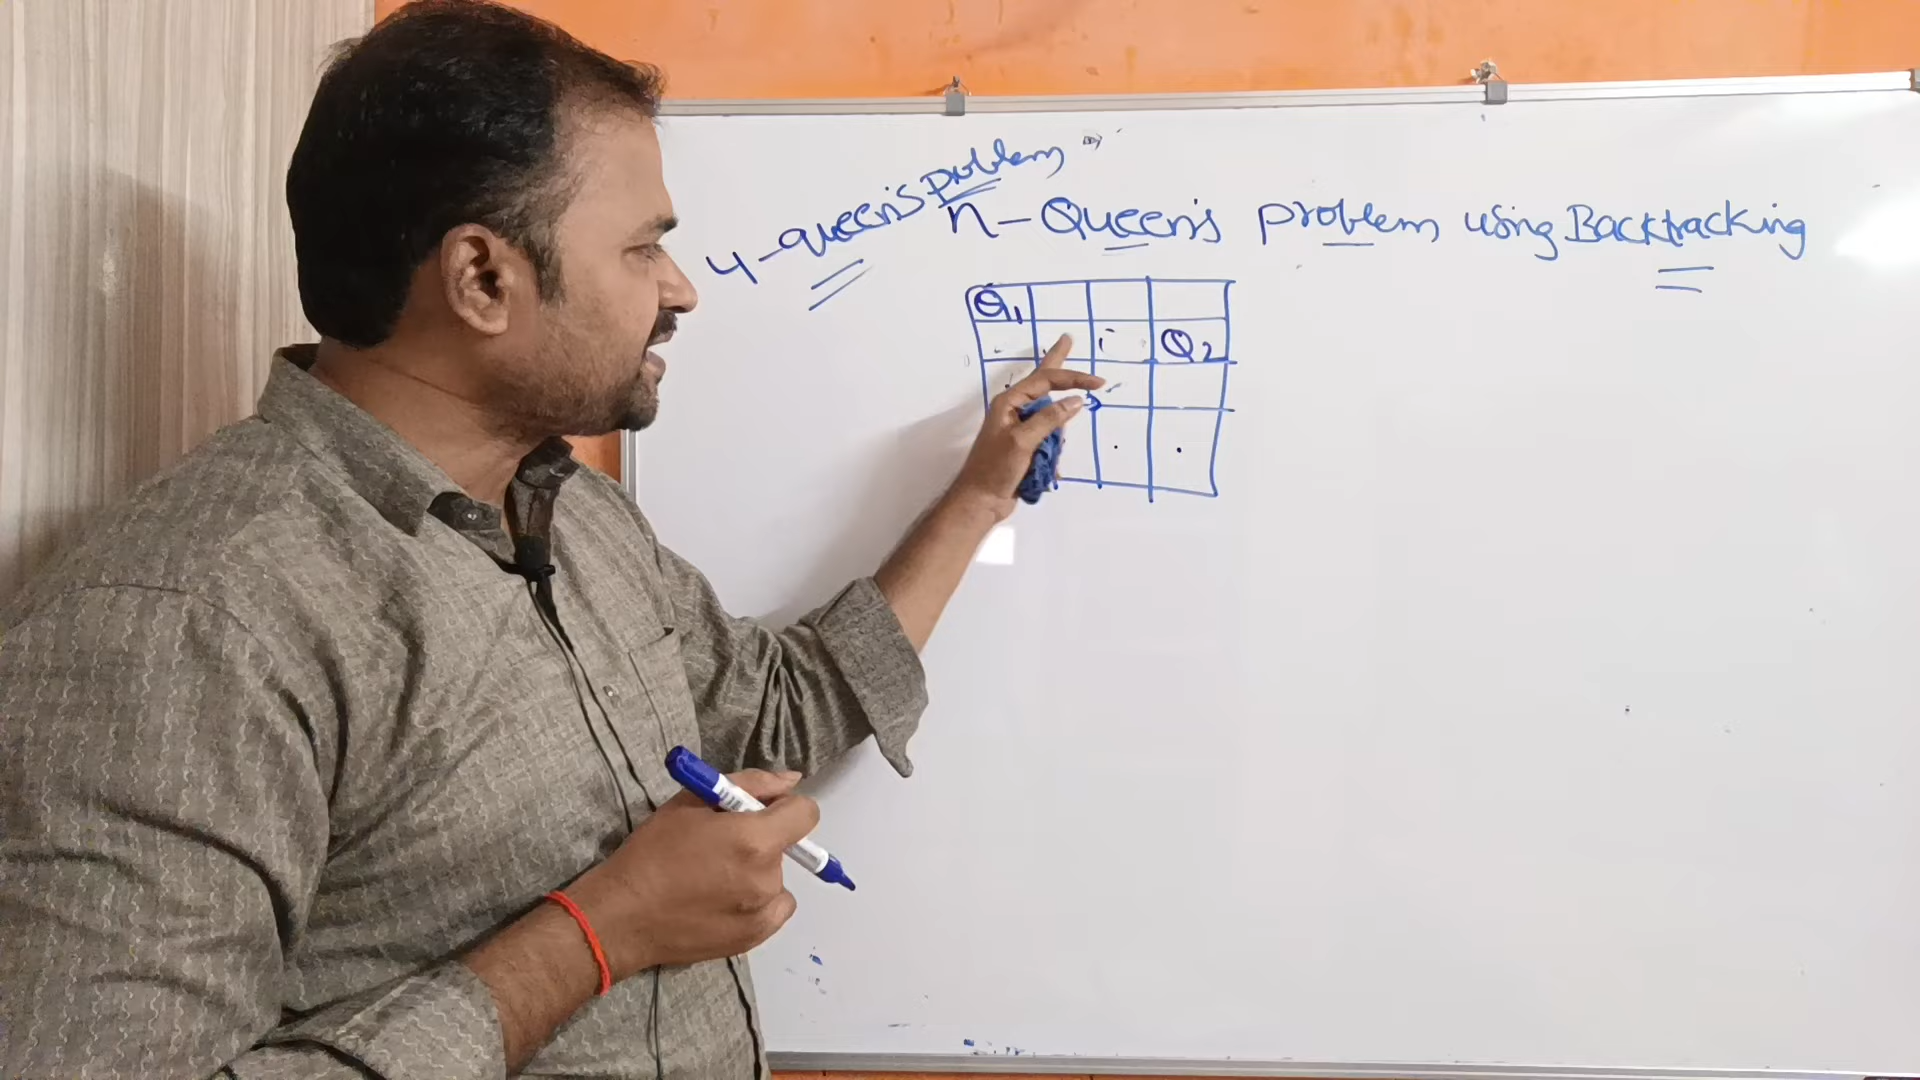 4-queen's problem
n-Queen's problem using Backtracking
Q1
Q2